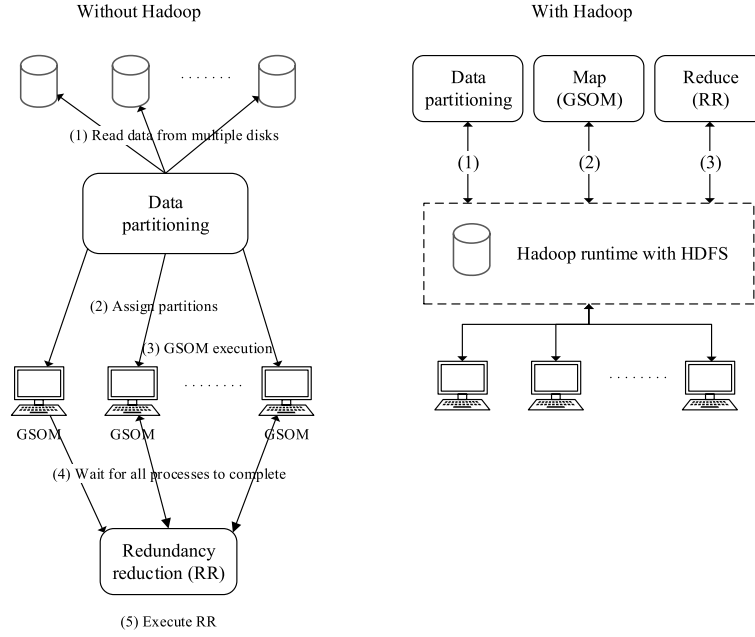 Without Hadoop
(1) Read data from multiple disks
Data
partitioning
(2) Assign partitions
(3) GSOM execution
GSOM
GSOM
GSOM
(4) Wait for all processes to complete
Redundancy
reduction (RR)
(5) Execute RR
With Hadoop
Data
partitioning
Map
(GSOM)
Reduce
(RR)
(1)
(2)
(3)
Hadoop runtime with HDFS